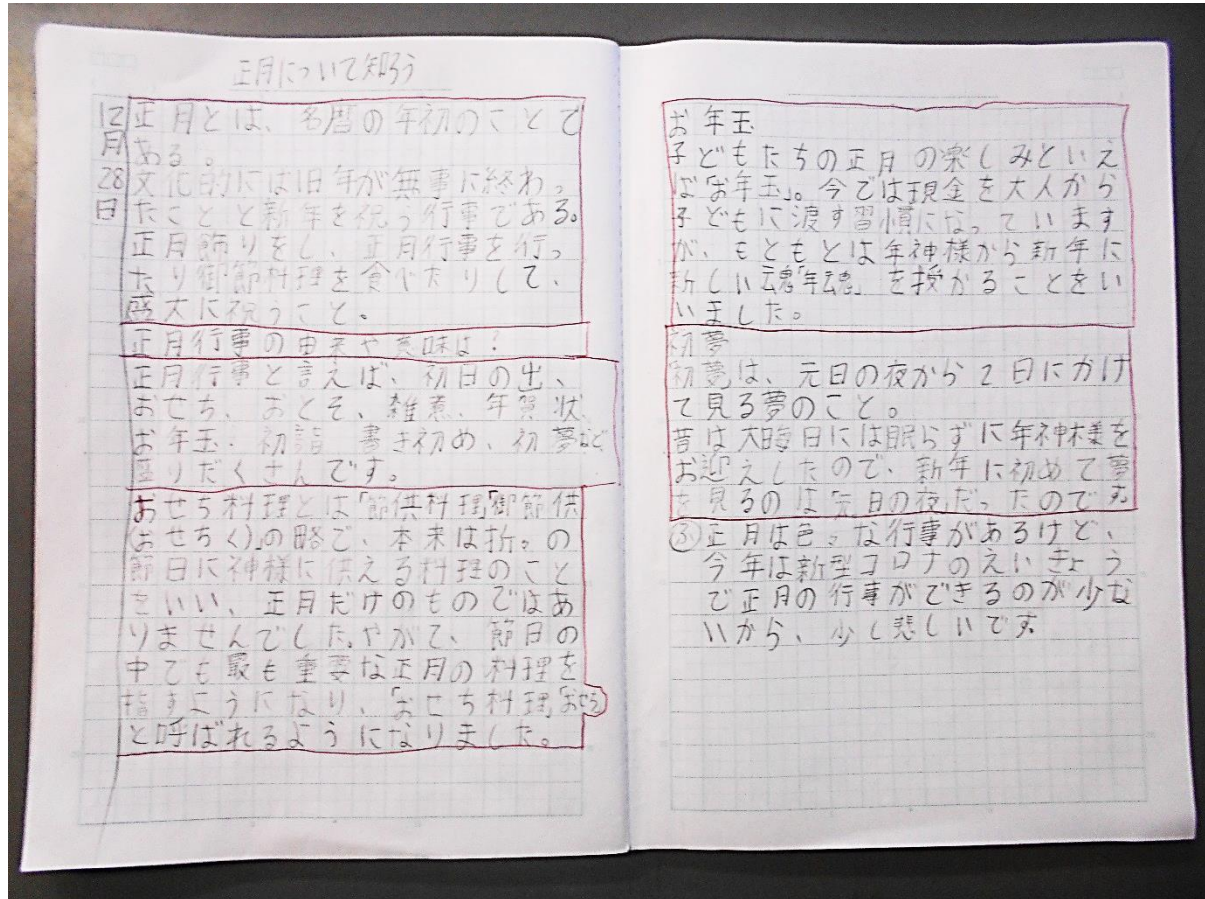 正月について知ろう
12月28日
正月とは、各暦の年初のことで
ある。
文化的には旧年が無事に終わっ
たことと新年を祝う行事である。
正月飾りをし、正月行事を行っ
たり御節料理を食べたりして、
盛大に祝うこと。
正月行事の由来や意味は?
正月行事と言えば、初日の出、
おせち、おとそ、雑煮、年賀状、
お年玉、初詣、書き初め、初夢など
盛りだくさんです。
おせち料理とは「節供料理」「御節供
(おせちく)」の略で、本来は折々の
節日に神様に供える料理のこと
をいい、正月だけのものではあ
りませんでした。やがて、節日の
中でも最も重要な正月の料理を
指すようになり、「おせち料理」「おせち」
と呼ばれるようになりました。
お年玉
子どもたちの正月の楽しみといえ
ば「お年玉」。今では現金を大人から
子どもに渡す習慣になっています
が、もともとは年神様から新年に
新しい魂「年魂」を授かることをい
いました。
初夢
「初夢」は、元日の夜から2日にかけ
て見る夢のこと。
昔は大晦日には眠らずに年神様を
お迎えしたので、新年に初めて夢
を見るのは「元日の夜」だったのです。
ふ 正月は色々な行事があるけど、
今年は新型コロナのえいきょう
で正月の行事ができるのが少な
いから、少し悲しいです。